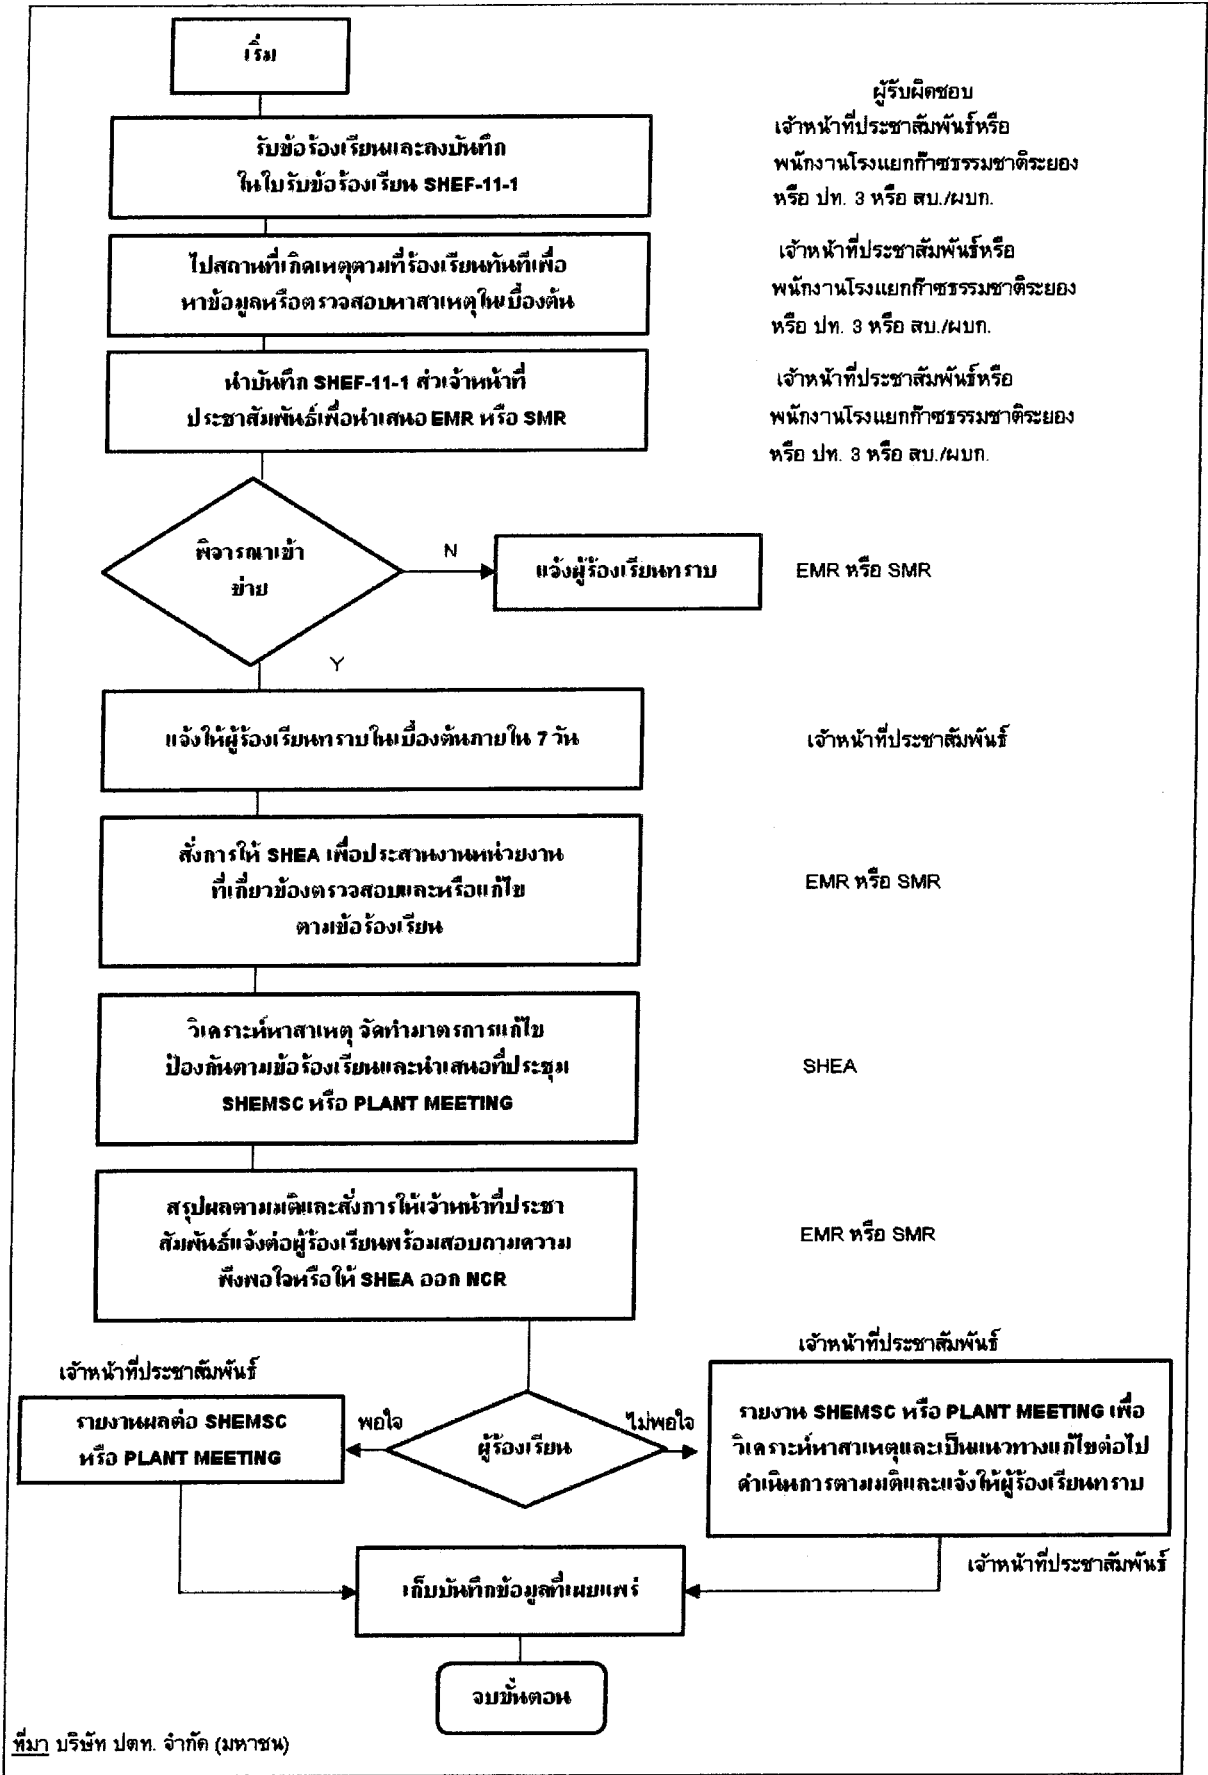 เริ่ม
ผู้รับผิดชอบ
รับข้อร้องเรียนและลงบันทึก
ในใบรับข้อร้องเรียน SHEF-11-1
เจ้าหน้าที่ประชาสัมพันธ์หรือ
พนักงานโรงแยกก๊าซธรรมชาติระยอง
หรือ ปท. 3 หรือ สบ./ผบก.
ไปสถานที่เกิดเหตุตามที่ร้องเรียนทันทีเพื่อ
หาข้อมูลหรือตรวจสอบหาสาเหตุในเบื้องต้น
เจ้าหน้าที่ประชาสัมพันธ์หรือ
พนักงานโรงแยกก๊าซธรรมชาติระยอง
หรือ ปท. 3 หรือ สบ./ผบก.
นำบันทึก SHEF-11-1 ส่งเจ้าหน้าที่
ประชาสัมพันธ์เพื่อนำเสนอ EMR หรือ SMR
เจ้าหน้าที่ประชาสัมพันธ์หรือ
พนักงานโรงแยกก๊าซธรรมชาติระยอง
หรือ ปท. 3 หรือ สบ./ผบก.
พิจารณาเข้า
ข่าย
N
แจ้งผู้ร้องเรียนทราบ
EMR หรือ SMR
Y
แจ้งให้ผู้ร้องเรียนทราบในเบื้องต้นภายใน 7 วัน
เจ้าหน้าที่ประชาสัมพันธ์
สั่งการให้ SHEA เพื่อประสานงานหน่วยงาน
ที่เกี่ยวข้องตรวจสอบและหรือแก้ไข
ตามข้อร้องเรียน
EMR หรือ SMR
วิเคราะห์หาสาเหตุ จัดทำมาตรการแก้ไข
ป้องกันตามข้อร้องเรียนและนำเสนอที่ประชุม
SHEMSC หรือ PLANT MEETING
SHEA
สรุปผลตามมติและสั่งการให้เจ้าหน้าที่ประชา
สัมพันธ์แจ้งต่อผู้ร้องเรียนพร้อมสอบถามความ
พึงพอใจหรือให้ SHEA ออก NCR
EMR หรือ SMR
เจ้าหน้าที่ประชาสัมพันธ์
รายงานผลต่อ SHEMSC
หรือ PLANT MEETING
พอใจ
ผู้ร้องเรียน
ไม่พอใจ
เจ้าหน้าที่ประชาสัมพันธ์
รายงาน SHEMSC หรือ PLANT MEETING เพื่อ
วิเคราะห์หาสาเหตุและเป็นแนวทางแก้ไขต่อไป
ดำเนินการตามมติและแจ้งให้ผู้ร้องเรียนทราบ
เจ้าหน้าที่ประชาสัมพันธ์
เก็บบันทึกข้อมูลที่เผยแพร่
จบขั้นตอน
ที่มา บริษัท ปตท. จำกัด (มหาชน)